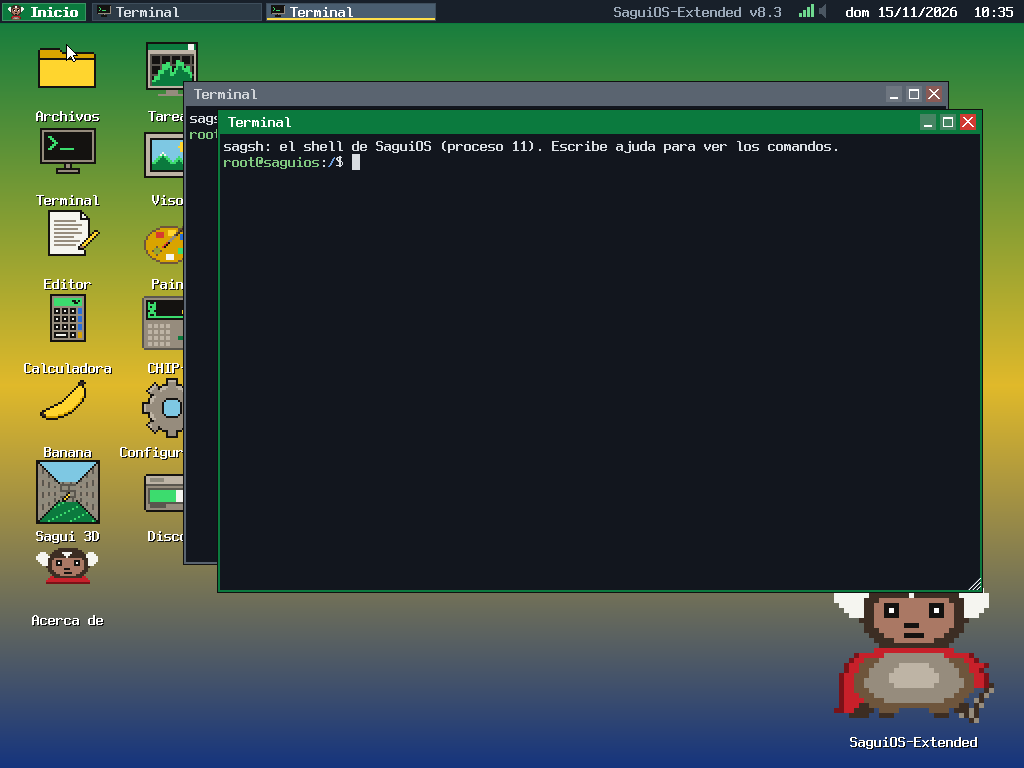 Inicio Terminal Terminal SaguiOS-Extended v8.3 dom 15/11/2026 10:35
Archivos
Terminal
Editor
Calculadora
Banana
Sagui 3D
Acerca de
Terminal
Terminal
sagsh: el shell de SaguiOS (proceso 11). Escribe ajuda para ver los comandos.
root@saguios:/$
SaguiOS-Extended